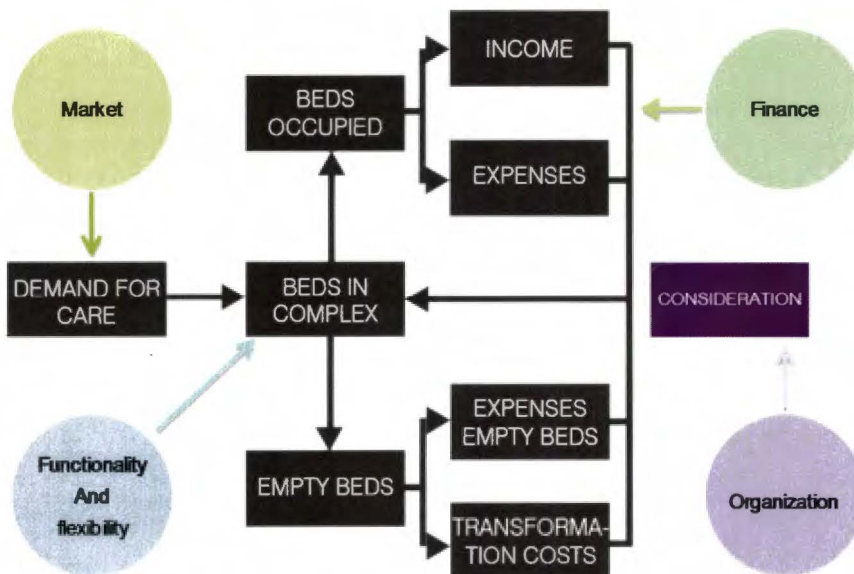 INCOME
Market
BEDS
OCCUPIED
Finance
EXPENSES
DEMAND FOR
CARE
BEDS IN
COMPLEX
CONSIDERATION
EXPENSES
EMPTY BEDS
Functionality
And
flexibility
EMPTY BEDS
Organization
TRANSFORMA-
TION COSTS